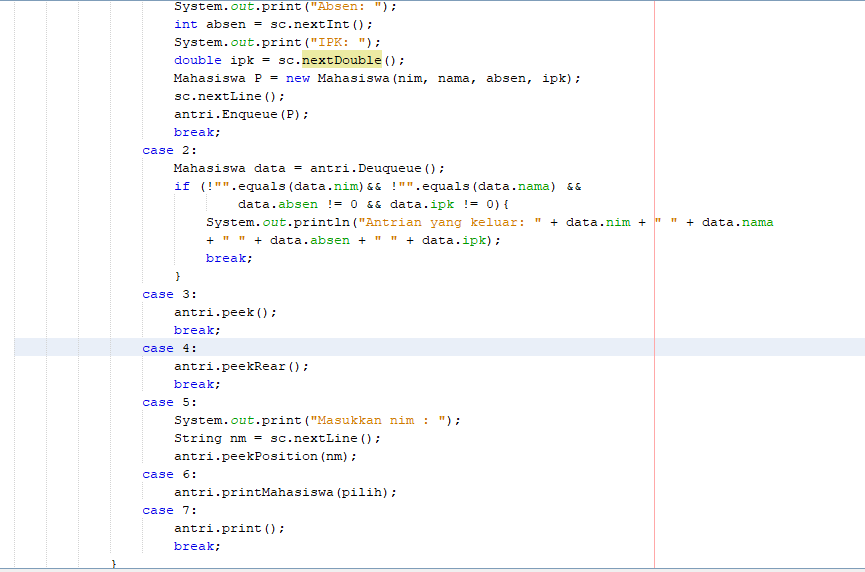 System.out.print("Absen: ");
int absen = sc.nextInt();
System.out.print("IPK: ");
double ipk = sc.nextDouble();
Mahasiswa P = new Mahasiswa(nim, nama, absen, ipk);
sc.nextLine();
antri.Enqueue(P);
break;
case 2:
Mahasiswa data = antri.Deuqueue();
if (!"".equals(data.nim)&& !"".equals(data.nama) &&
data.absen != 0 && data.ipk != 0){
System.out.println("Antrian yang keluar: " + data.nim + " " + data.nama
+ " " + data.absen + " " + data.ipk);
break;
}
case 3:
antri.peek();
break;
case 4:
antri.peekRear();
break;
case 5:
System.out.print("Masukkan nim : ");
String nm = sc.nextLine();
antri.peekPosition(nm);
case 6:
antri.printMahasiswa(pilih);
case 7:
antri.print();
break;
}